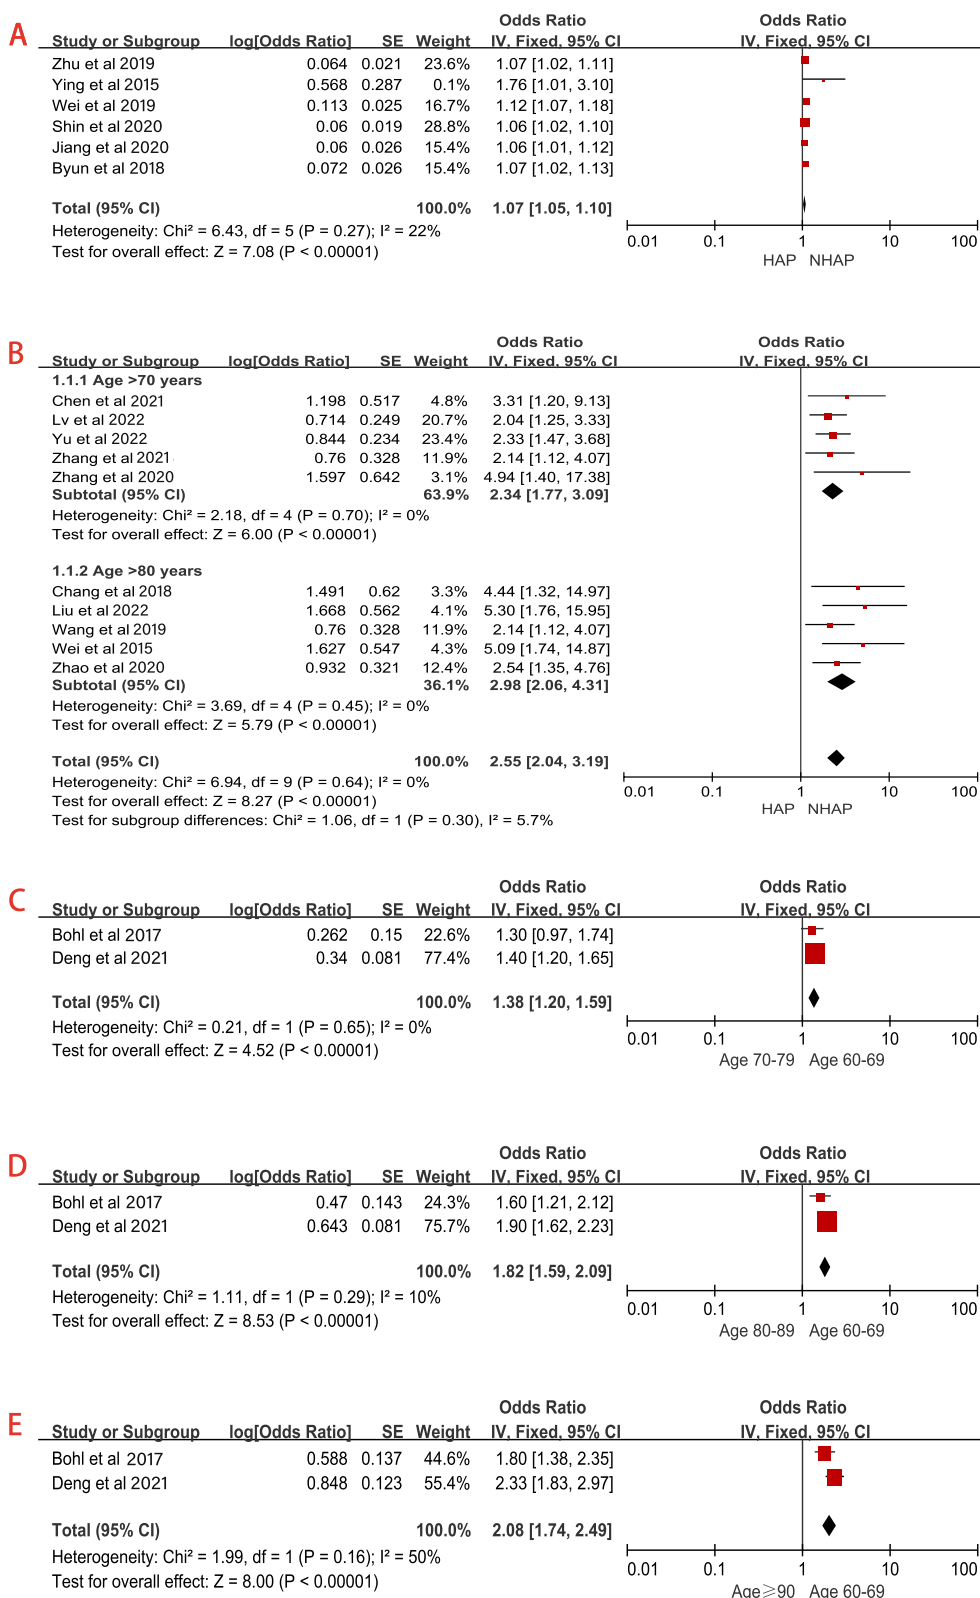 A
Odds Ratio Odds Ratio
Study or Subgroup log[Odds Ratio] SE Weight IV, Fixed, 95% CI IV, Fixed, 95% CI
Zhu et al 2019 0.064 0.021 23.6% 1.07 [1.02, 1.11]
Ying et al 2015 0.568 0.287 0.1% 1.76 [1.01, 3.10]
Wei et al 2019 0.113 0.025 16.7% 1.12 [1.07, 1.18]
Shin et al 2020 0.06 0.019 28.8% 1.06 [1.02, 1.10]
Jiang et al 2020 0.06 0.026 15.4% 1.06 [1.01, 1.12]
Byun et al 2018 0.072 0.026 15.4% 1.07 [1.02, 1.13]
Total (95% CI) 100.0% 1.07 [1.05, 1.10]
Heterogeneity: Chi² = 6.43, df = 5 (P = 0.27); I² = 22%
Test for overall effect: Z = 7.08 (P < 0.00001)
0.01 0.1 1 10 100
HAP NHAP
B
Odds Ratio Odds Ratio
Study or Subgroup log[Odds Ratio] SE Weight IV, Fixed, 95% CI IV, Fixed, 95% CI
1.1.1 Age >70 years
Chen et al 2021 1.198 0.517 4.8% 3.31 [1.20, 9.13]
Lv et al 2022 0.714 0.249 20.7% 2.04 [1.25, 3.33]
Yu et al 2022 0.844 0.234 23.4% 2.33 [1.47, 3.68]
Zhang et al 2021 0.76 0.328 11.9% 2.14 [1.12, 4.07]
Zhang et al 2020 1.597 0.642 3.1% 4.94 [1.40, 17.38]
Subtotal (95% CI) 63.9% 2.34 [1.77, 3.09]
Heterogeneity: Chi² = 2.18, df = 4 (P = 0.70); I² = 0%
Test for overall effect: Z = 6.00 (P < 0.00001)
1.1.2 Age >80 years
Chang et al 2018 1.491 0.62 3.3% 4.44 [1.32, 14.97]
Liu et al 2022 1.668 0.562 4.1% 5.30 [1.76, 15.95]
Wang et al 2019 0.76 0.328 11.9% 2.14 [1.12, 4.07]
Wei et al 2015 1.627 0.547 4.3% 5.09 [1.74, 14.87]
Zhao et al 2020 0.932 0.321 12.4% 2.54 [1.35, 4.76]
Subtotal (95% CI) 36.1% 2.98 [2.06, 4.31]
Heterogeneity: Chi² = 3.69, df = 4 (P = 0.45); I² = 0%
Test for overall effect: Z = 5.79 (P < 0.00001)
Total (95% CI) 100.0% 2.55 [2.04, 3.19]
Heterogeneity: Chi² = 6.94, df = 9 (P = 0.64); I² = 0%
Test for overall effect: Z = 8.27 (P < 0.00001)
Test for subgroup differences: Chi² = 1.06, df = 1 (P = 0.30), I² = 5.7%
0.01 0.1 1 10 100
HAP NHAP
C
Odds Ratio Odds Ratio
Study or Subgroup log[Odds Ratio] SE Weight IV, Fixed, 95% CI IV, Fixed, 95% CI
Bohl et al 2017 0.262 0.15 22.6% 1.30 [0.97, 1.74]
Deng et al 2021 0.34 0.081 77.4% 1.40 [1.20, 1.65]
Total (95% CI) 100.0% 1.38 [1.20, 1.59]
Heterogeneity: Chi² = 0.21, df = 1 (P = 0.65); I² = 0%
Test for overall effect: Z = 4.52 (P < 0.00001)
0.01 0.1 1 10 100
Age 70-79 Age 60-69
D
Odds Ratio Odds Ratio
Study or Subgroup log[Odds Ratio] SE Weight IV, Fixed, 95% CI IV, Fixed, 95% CI
Bohl et al 2017 0.47 0.143 24.3% 1.60 [1.21, 2.12]
Deng et al 2021 0.643 0.081 75.7% 1.90 [1.62, 2.23]
Total (95% CI) 100.0% 1.82 [1.59, 2.09]
Heterogeneity: Chi² = 1.11, df = 1 (P = 0.29); I² = 10%
Test for overall effect: Z = 8.53 (P < 0.00001)
0.01 0.1 1 10 100
Age 80-89 Age 60-69
E
Odds Ratio Odds Ratio
Study or Subgroup log[Odds Ratio] SE Weight IV, Fixed, 95% CI IV, Fixed, 95% CI
Bohl et al 2017 0.588 0.137 44.6% 1.80 [1.38, 2.35]
Deng et al 2021 0.848 0.123 55.4% 2.33 [1.83, 2.97]
Total (95% CI) 100.0% 2.08 [1.74, 2.49]
Heterogeneity: Chi² = 1.99, df = 1 (P = 0.16); I² = 50%
Test for overall effect: Z = 8.00 (P < 0.00001)
0.01 0.1 1 10 100
Age⩾90 Age 60-69